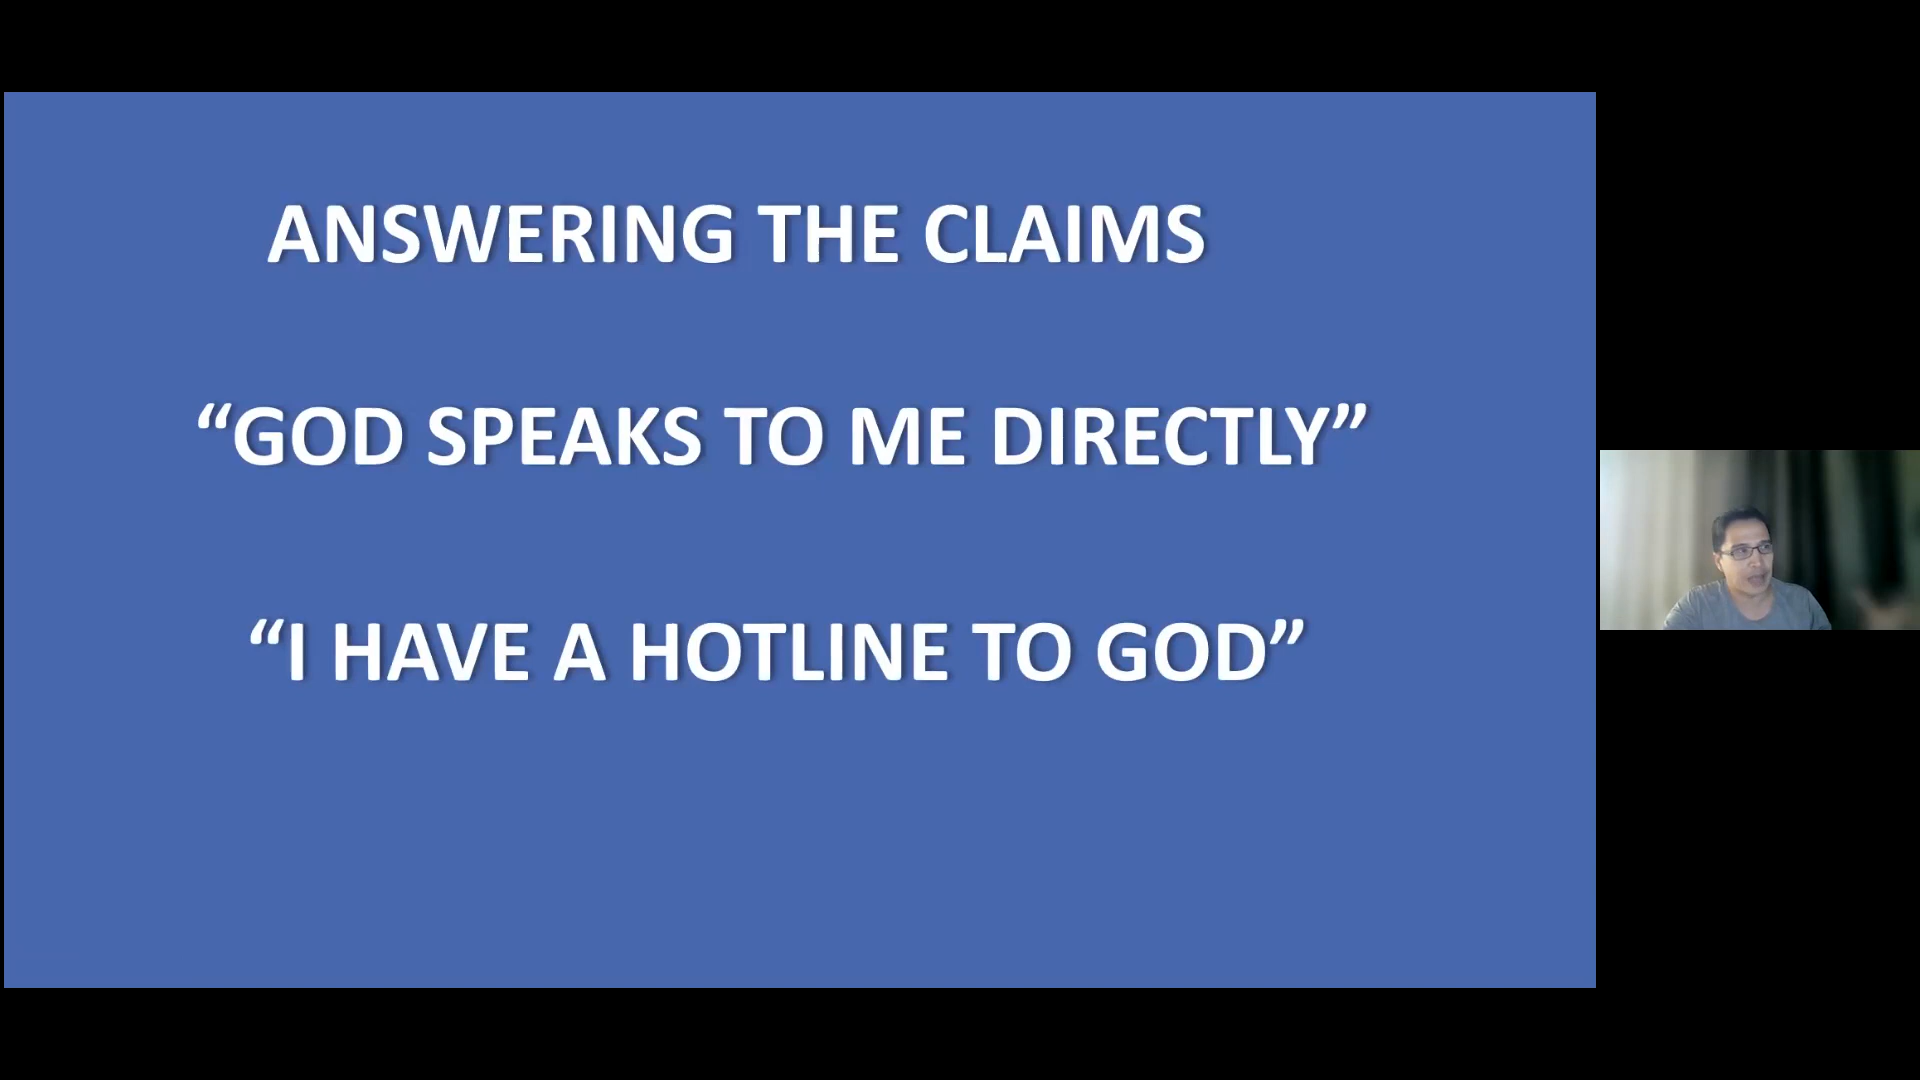 ANSWERING THE CLAIMS
“GOD SPEAKS TO ME DIRECTLY”
“I HAVE A HOTLINE TO GOD”